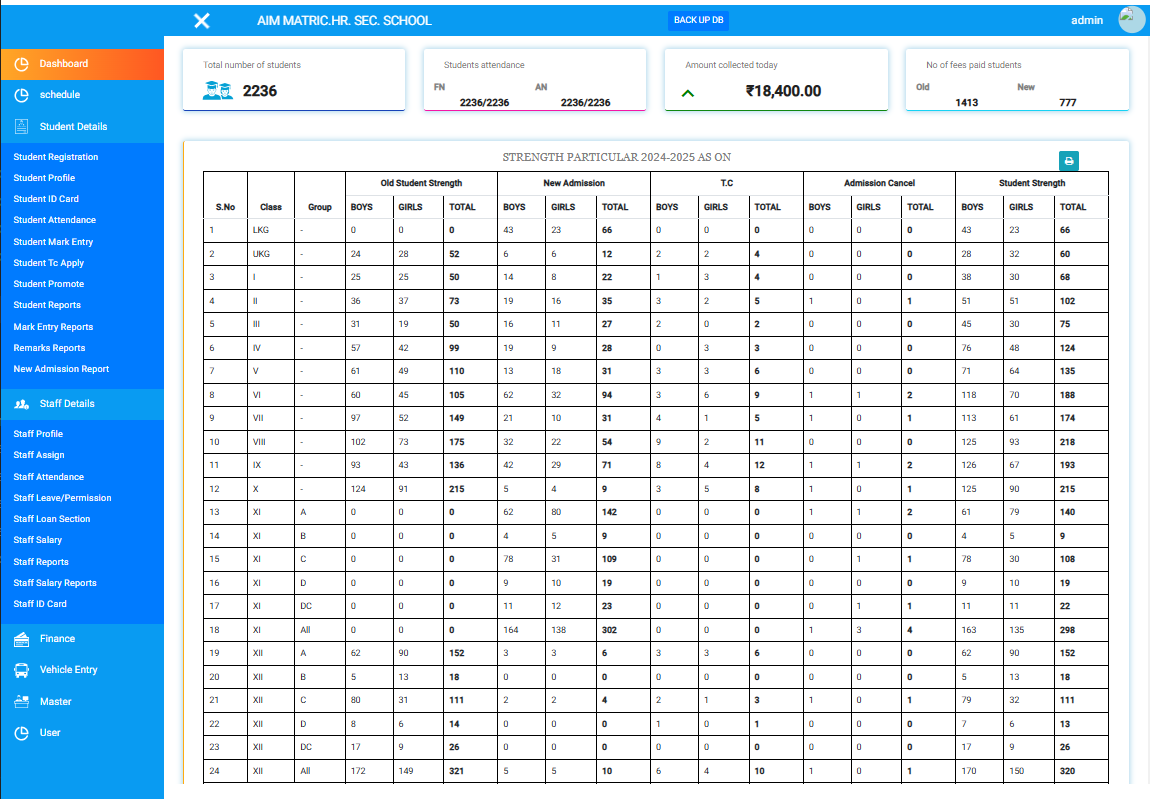 AIM MATRIC.HR. SEC. SCHOOL BACK UP DB admin
Dashboard
schedule
Student Details
Student Registration
Student Profile
Student ID Card
Student Attendance
Student Mark Entry
Student Tc Apply
Student Promote
Student Reports
Mark Entry Reports
Remarks Reports
New Admission Report
Staff Details
Staff Profile
Staff Assign
Staff Attendance
Staff Leave/Permission
Staff Loan Section
Staff Salary
Staff Reports
Staff Salary Reports
Staff ID Card
Finance
Vehicle Entry
Master
User
Total number of students
2236
Students attendance
FN AN
2236/2236 2236/2236
Amount collected today
₹18,400.00
No of fees paid students
Old New
1413 777
STRENGTH PARTICULAR 2024-2025 AS ON
Old Student Strength New Admission T.C Admission Cancel Student Strength
S.No Class Group BOYS GIRLS TOTAL BOYS GIRLS TOTAL BOYS GIRLS TOTAL BOYS GIRLS TOTAL BOYS GIRLS TOTAL
1 LKG - 0 0 0 43 23 66 0 0 0 0 0 0 43 23 66
2 UKG - 24 28 52 6 6 12 2 2 4 0 0 0 28 32 60
3 I - 25 25 50 14 8 22 1 3 4 0 0 0 38 30 68
4 II - 36 37 73 19 16 35 3 2 5 1 0 1 51 51 102
5 III - 31 19 50 16 11 27 2 0 2 0 0 0 45 30 75
6 IV - 57 42 99 19 9 28 0 3 3 0 0 0 76 48 124
7 V - 61 49 110 13 18 31 3 3 6 0 0 0 71 64 135
8 VI - 60 45 105 62 32 94 3 6 9 1 1 2 118 70 188
9 VII - 97 52 149 21 10 31 4 1 5 1 0 1 113 61 174
10 VIII - 102 73 175 32 22 54 9 2 11 0 0 0 125 93 218
11 IX - 93 43 136 42 29 71 8 4 12 1 1 2 126 67 193
12 X - 124 91 215 5 4 9 3 5 8 1 0 1 125 90 215
13 XI A 0 0 0 62 80 142 0 0 0 1 1 2 61 79 140
14 XI B 0 0 0 4 5 9 0 0 0 0 0 0 4 5 9
15 XI C 0 0 0 78 31 109 0 0 0 0 1 1 78 30 108
16 XI D 0 0 0 9 10 19 0 0 0 0 0 0 9 10 19
17 XI DC 0 0 0 11 12 23 0 0 0 0 1 1 11 11 22
18 XI All 0 0 0 164 138 302 0 0 0 1 3 4 163 135 298
19 XII A 62 90 152 3 3 6 3 3 6 0 0 0 62 90 152
20 XII B 5 13 18 0 0 0 0 0 0 0 0 0 5 13 18
21 XII C 80 31 111 2 2 4 2 1 3 1 0 1 79 32 111
22 XII D 8 6 14 0 0 0 1 0 1 0 0 0 7 6 13
23 XII DC 17 9 26 0 0 0 0 0 0 0 0 0 17 9 26
24 XII All 172 149 321 5 5 10 6 4 10 1 0 1 170 150 320